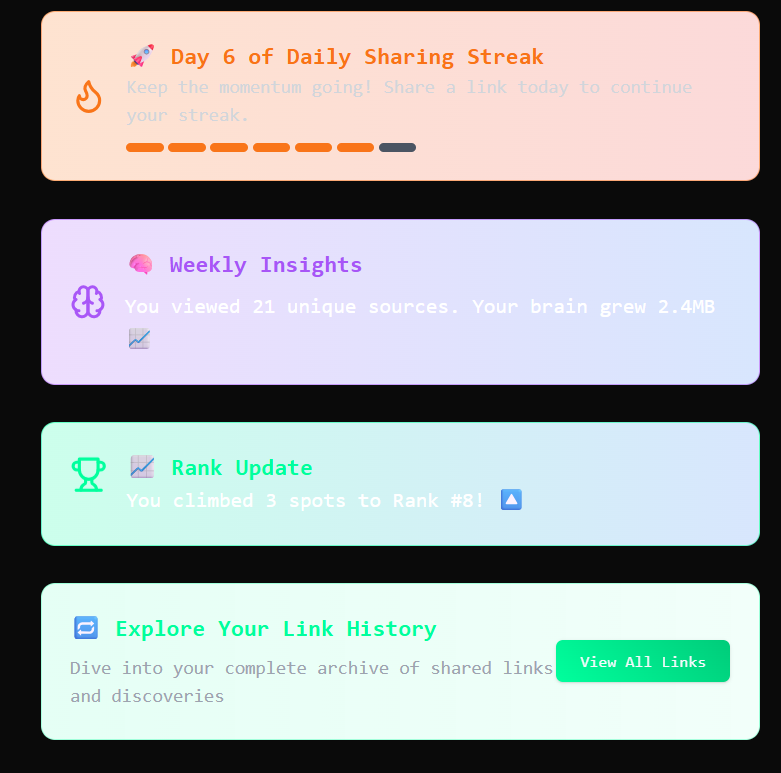 🚀 Day 6 of Daily Sharing Streak
Keep the momentum going! Share a link today to continue
your streak.
🧠 Weekly Insights
You viewed 21 unique sources. Your brain grew 2.4MB
📈
📈 Rank Update
You climbed 3 spots to Rank #8! 🔼
🔁 Explore Your Link History
Dive into your complete archive of shared links
and discoveries
View All Links